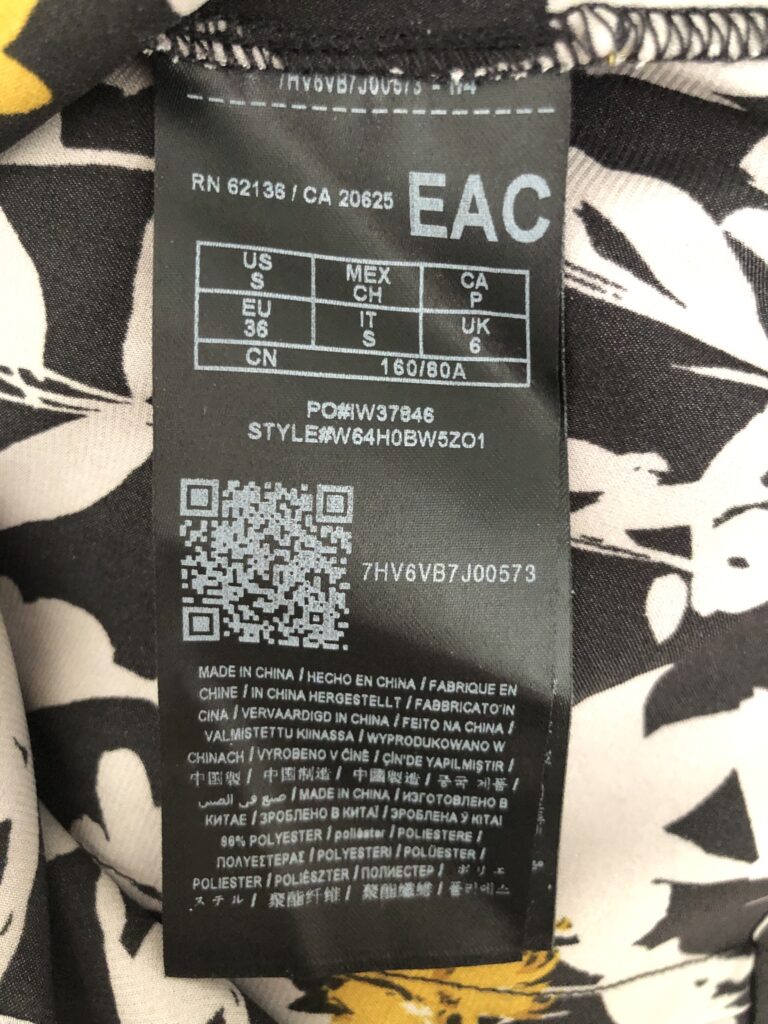 7HV6VB7J00573 - N4
RN 62136 / CA 20625 EAC
US MEX CA
S CH P
EU IT UK
36 S 6
CN 160/80A
PO#IW37846
STYLE#W64H0BW5ZO1
7HV6VB7J00573
MADE IN CHINA / HECHO EN CHINA / FABRIQUE EN
CHINE / IN CHINA HERGESTELLT / FABBRICATO IN
CINA / VERVAARDIGD IN CHINA / FEITO NA CHINA /
VALMISTETTU KIINASSA / WYPRODUKOWANO W
CHINACH / VYROBENO V ČÍNĚ / ÇİN'DE YAPILMIŞTIR /
中国製 / 中国制造 / 中國製造 / 중국 제품 /
صنع في الصين / MADE IN CHINA / ИЗГОТОВЛЕНО В
КИТАЕ / ЗРОБЛЕНО В КИТАЇ / ЗРОБЛЕНА Ў КІТАІ
96% POLYESTER / poliéster / POLIESTERE /
ΠΟΛΥΕΣΤΕΡΑΣ / POLYESTERI / POLÜESTER /
POLIESTER / POLIÉSZTER / ПОЛИЕСТЕР / ポリエ
ステル / 聚酯纤维 / 聚酯纖維 / 폴리에스